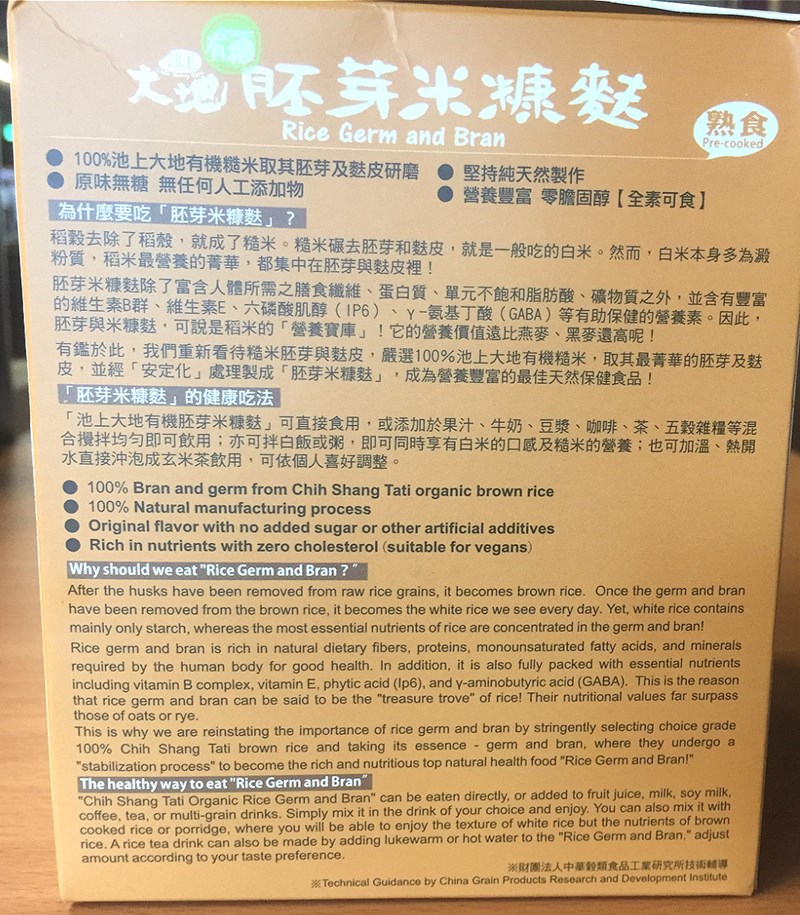 有機
池上
大地 胚芽米糠麩
Rice Germ and Bran
熟食
Pre-cooked
● 100%池上大地有機糙米取其胚芽及麩皮研磨
● 原味無糖 無任何人工添加物
● 堅持純天然製作
● 營養豐富 零膽固醇【全素可食】
為什麼要吃「胚芽米糠麩」?
稻穀去除了稻殼,就成了糙米。糙米碾去胚芽和麩皮,就是一般吃的白米。然而,白米本身多為澱
粉質,稻米最營養的菁華,都集中在胚芽與麩皮裡!
胚芽米糠麩除了富含人體所需之膳食纖維、蛋白質、單元不飽和脂肪酸、礦物質之外,並含有豐富
的維生素B群、維生素E、六磷酸肌醇(IP6)、γ-氨基丁酸(GABA)等有助保健的營養素。因此,
胚芽與米糠麩,可說是稻米的「營養寶庫」!它的營養價值遠比燕麥、黑麥還高呢!
有鑑於此,我們重新看待糙米胚芽與麩皮,嚴選100%池上大地有機糙米,取其最菁華的胚芽及麩
皮,並經「安定化」處理製成「胚芽米糠麩」,成為營養豐富的最佳天然保健食品!
「胚芽米糠麩」的健康吃法
「池上大地有機胚芽米糠麩」可直接食用,或添加於果汁、牛奶、豆漿、咖啡、茶、五穀雜糧等混
合攪拌均勻即可飲用;亦可拌白飯或粥,即可同時享有白米的口感及糙米的營養;也可加溫、熱開
水直接沖泡成玄米茶飲用,可依個人喜好調整。
● 100% Bran and germ from Chih Shang Tati organic brown rice
● 100% Natural manufacturing process
● Original flavor with no added sugar or other artificial additives
● Rich in nutrients with zero cholesterol (suitable for vegans)
Why should we eat "Rice Germ and Bran ? "
After the husks have been removed from raw rice grains, it becomes brown rice. Once the germ and bran
have been removed from the brown rice, it becomes the white rice we see every day. Yet, white rice contains
mainly only starch, whereas the most essential nutrients of rice are concentrated in the germ and bran!
Rice germ and bran is rich in natural dietary fibers, proteins, monounsaturated fatty acids, and minerals
required by the human body for good health. In addition, it is also fully packed with essential nutrients
including vitamin B complex, vitamin E, phytic acid (Ip6), and γ-aminobutyric acid (GABA). This is the reason
that rice germ and bran can be said to be the "treasure trove" of rice! Their nutritional values far surpass
those of oats or rye.
This is why we are reinstating the importance of rice germ and bran by stringently selecting choice grade
100% Chih Shang Tati brown rice and taking its essence - germ and bran, where they undergo a
"stabilization process" to become the rich and nutritious top natural health food "Rice Germ and Bran!"
The healthy way to eat "Rice Germ and Bran"
"Chih Shang Tati Organic Rice Germ and Bran" can be eaten directly, or added to fruit juice, milk, soy milk,
coffee, tea, or multi-grain drinks. Simply mix it in the drink of your choice and enjoy. You can also mix it with
cooked rice or porridge, where you will be able to enjoy the texture of white rice but the nutrients of brown
rice. A rice tea drink can also be made by adding lukewarm or hot water to the "Rice Germ and Bran," adjust
amount according to your taste preference.
※財團法人中華穀類食品工業研究所技術輔導
※Technical Guidance by China Grain Products Research and Development Institute